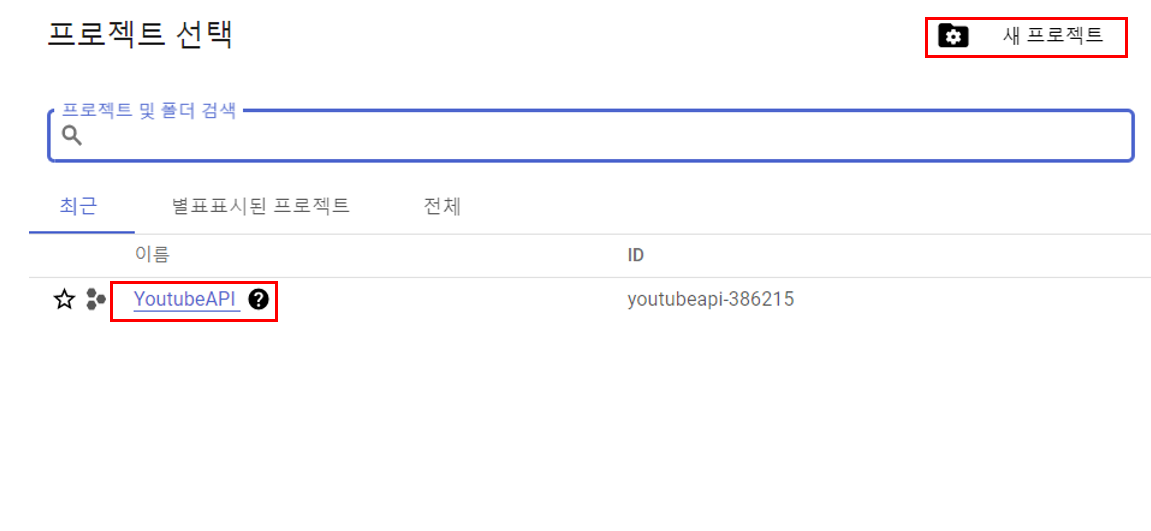 프로젝트 선택
새 프로젝트
프로젝트 및 폴더 검색
최근 별표표시된 프로젝트 전체
이름 ID
YoutubeAPI ? youtubeapi-386215